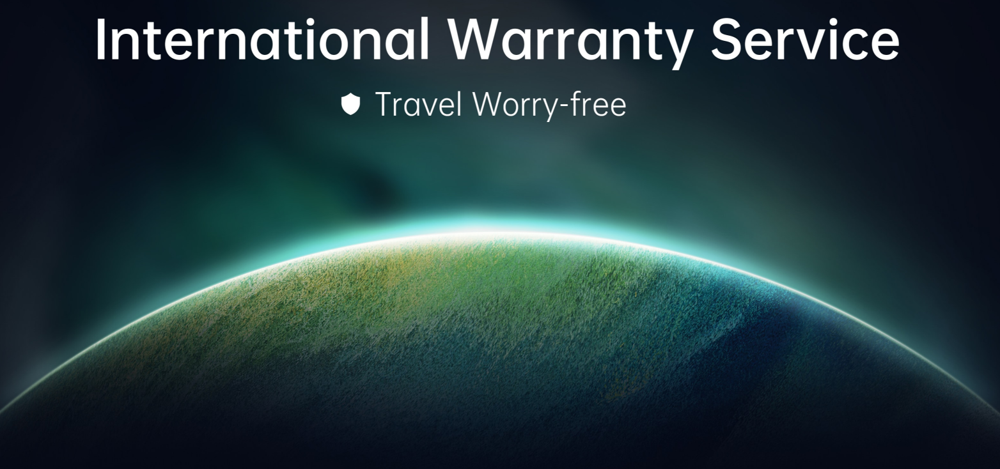 International Warranty Service
Travel Worry-free